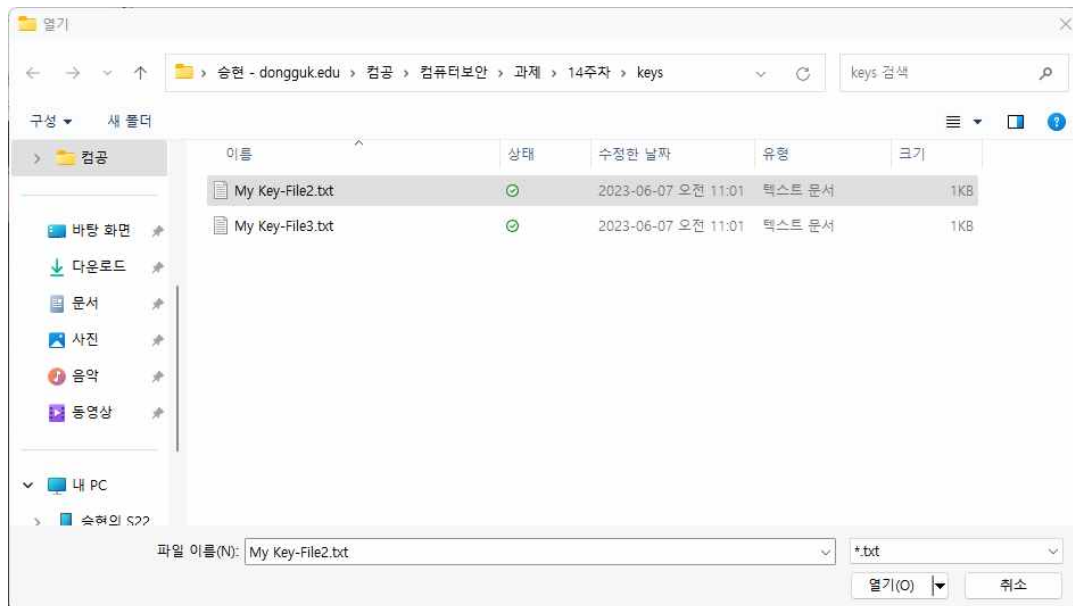 열기
승현 - dongguk.edu > 컴공 > 컴퓨터보안 > 과제 > 14주차 > keys
keys 검색
구성 새 폴더
컴공
이름 상태 수정한 날짜 유형 크기
My Key-File2.txt 2023-06-07 오전 11:01 텍스트 문서 1KB
My Key-File3.txt 2023-06-07 오전 11:01 텍스트 문서 1KB
바탕 화면
다운로드
문서
사진
음악
동영상
내 PC
승현의 S22
파일 이름(N): My Key-File2.txt *.txt
열기(O) 취소